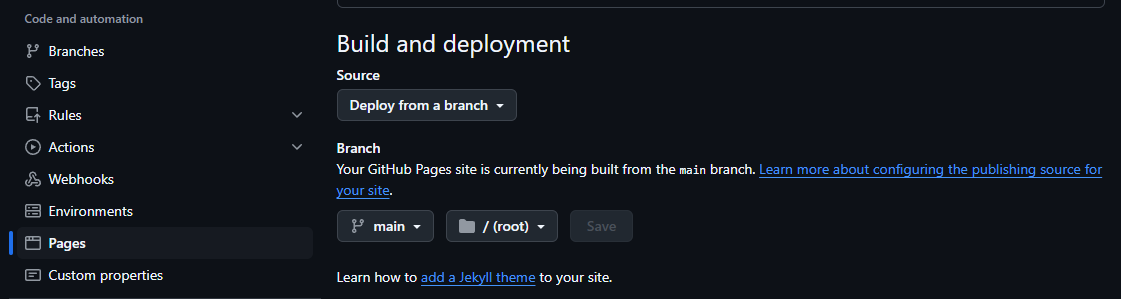 Code and automation
Branches
Tags
Rules
Actions
Webhooks
Environments
Pages
Custom properties
Build and deployment
Source
Deploy from a branch
Branch
Your GitHub Pages site is currently being built from the main branch. Learn more about configuring the publishing source for
your site.
main / (root) Save
Learn how to add a Jekyll theme to your site.